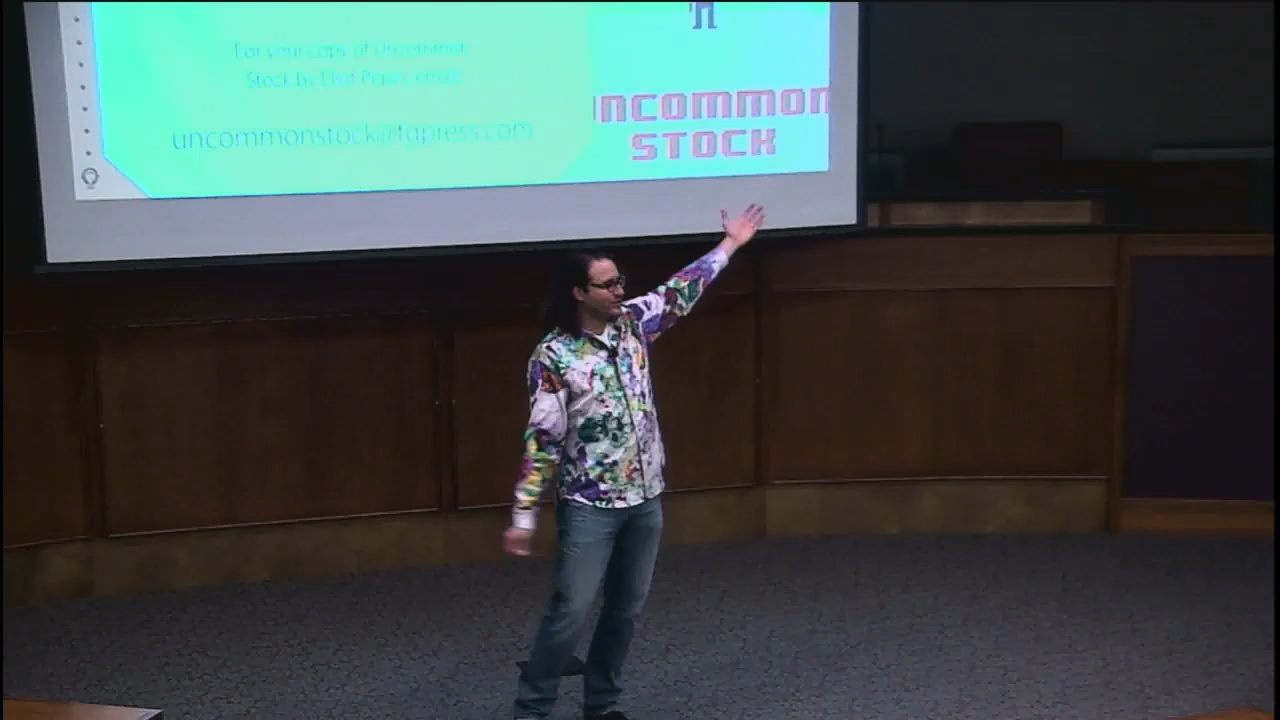 For your copy of Uncommon
Stock by Eliot Peper, email:
uncommonstock@fgpress.com
UNCOMMON
STOCK